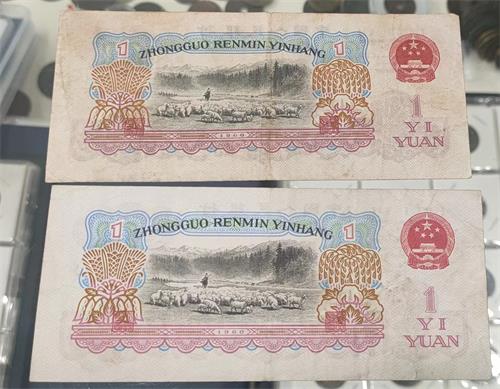 1 ZHONGGUO RENMIN YINHANG 1
1
YI
YUAN
1960
1 ZHONGGUO RENMIN YINHANG 1
1
YI
YUAN
1960